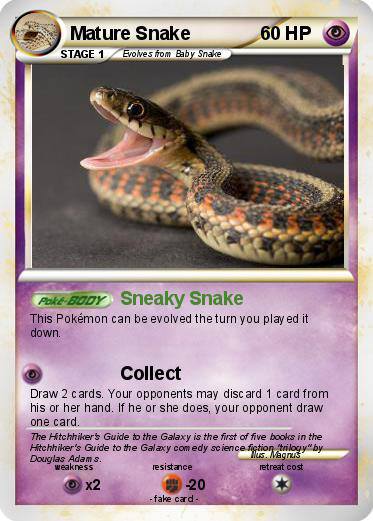 Mature Snake 60 HP
STAGE 1 Evolves from Baby Snake
Poké-BODY Sneaky Snake
This Pokémon can be evolved the turn you played it
down.
Collect
Draw 2 cards. Your opponents may discard 1 card from
his or her hand. If he or she does, your opponent draw
one card.
The Hitchhiker's Guide to the Galaxy is the first of five books in the
Hitchhiker's Guide to the Galaxy comedy science fiction "trilogy" by
Douglas Adams.
Illus. Magnus
weakness resistance retreat cost
x2 -20
- fake card -